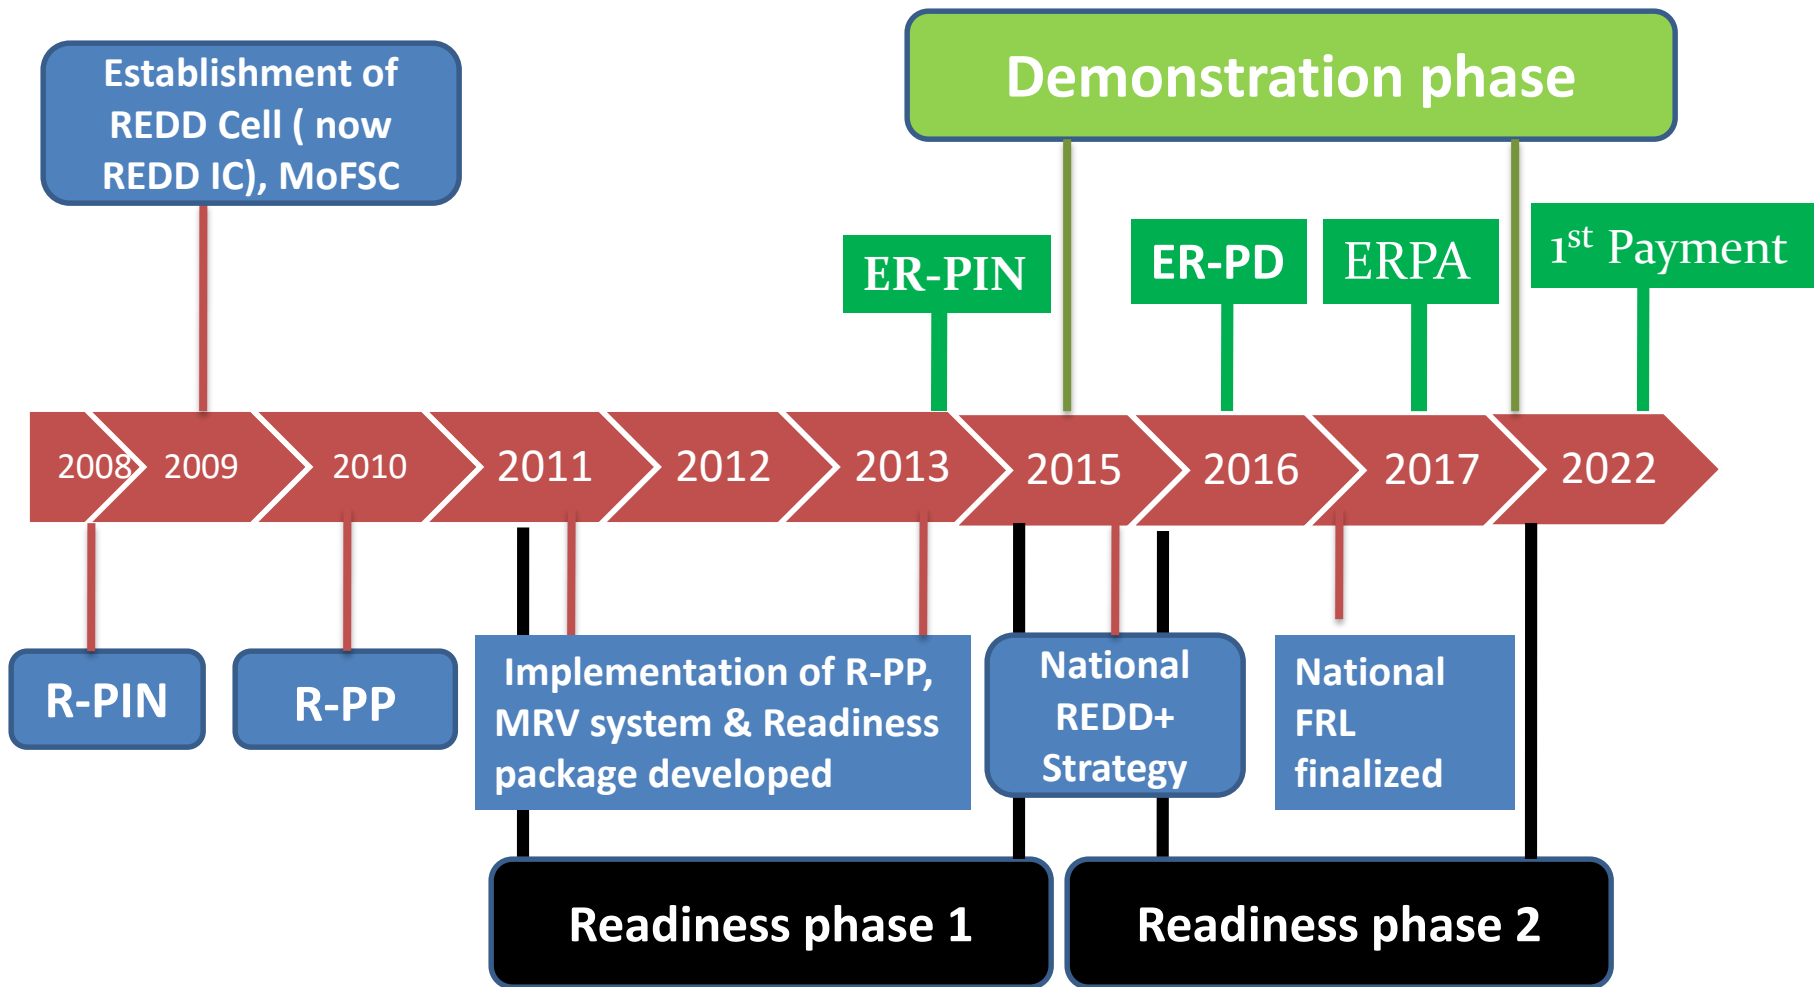 Establishment of
REDD Cell ( now
REDD IC), MoFSC
Demonstration phase
ER-PIN
ER-PD
ERPA
1st Payment
2008
2009
2010
2011
2012
2013
2015
2016
2017
2022
R-PIN
R-PP
Implementation of R-PP,
MRV system & Readiness
package developed
National
REDD+
Strategy
National
FRL
finalized
Readiness phase 1
Readiness phase 2